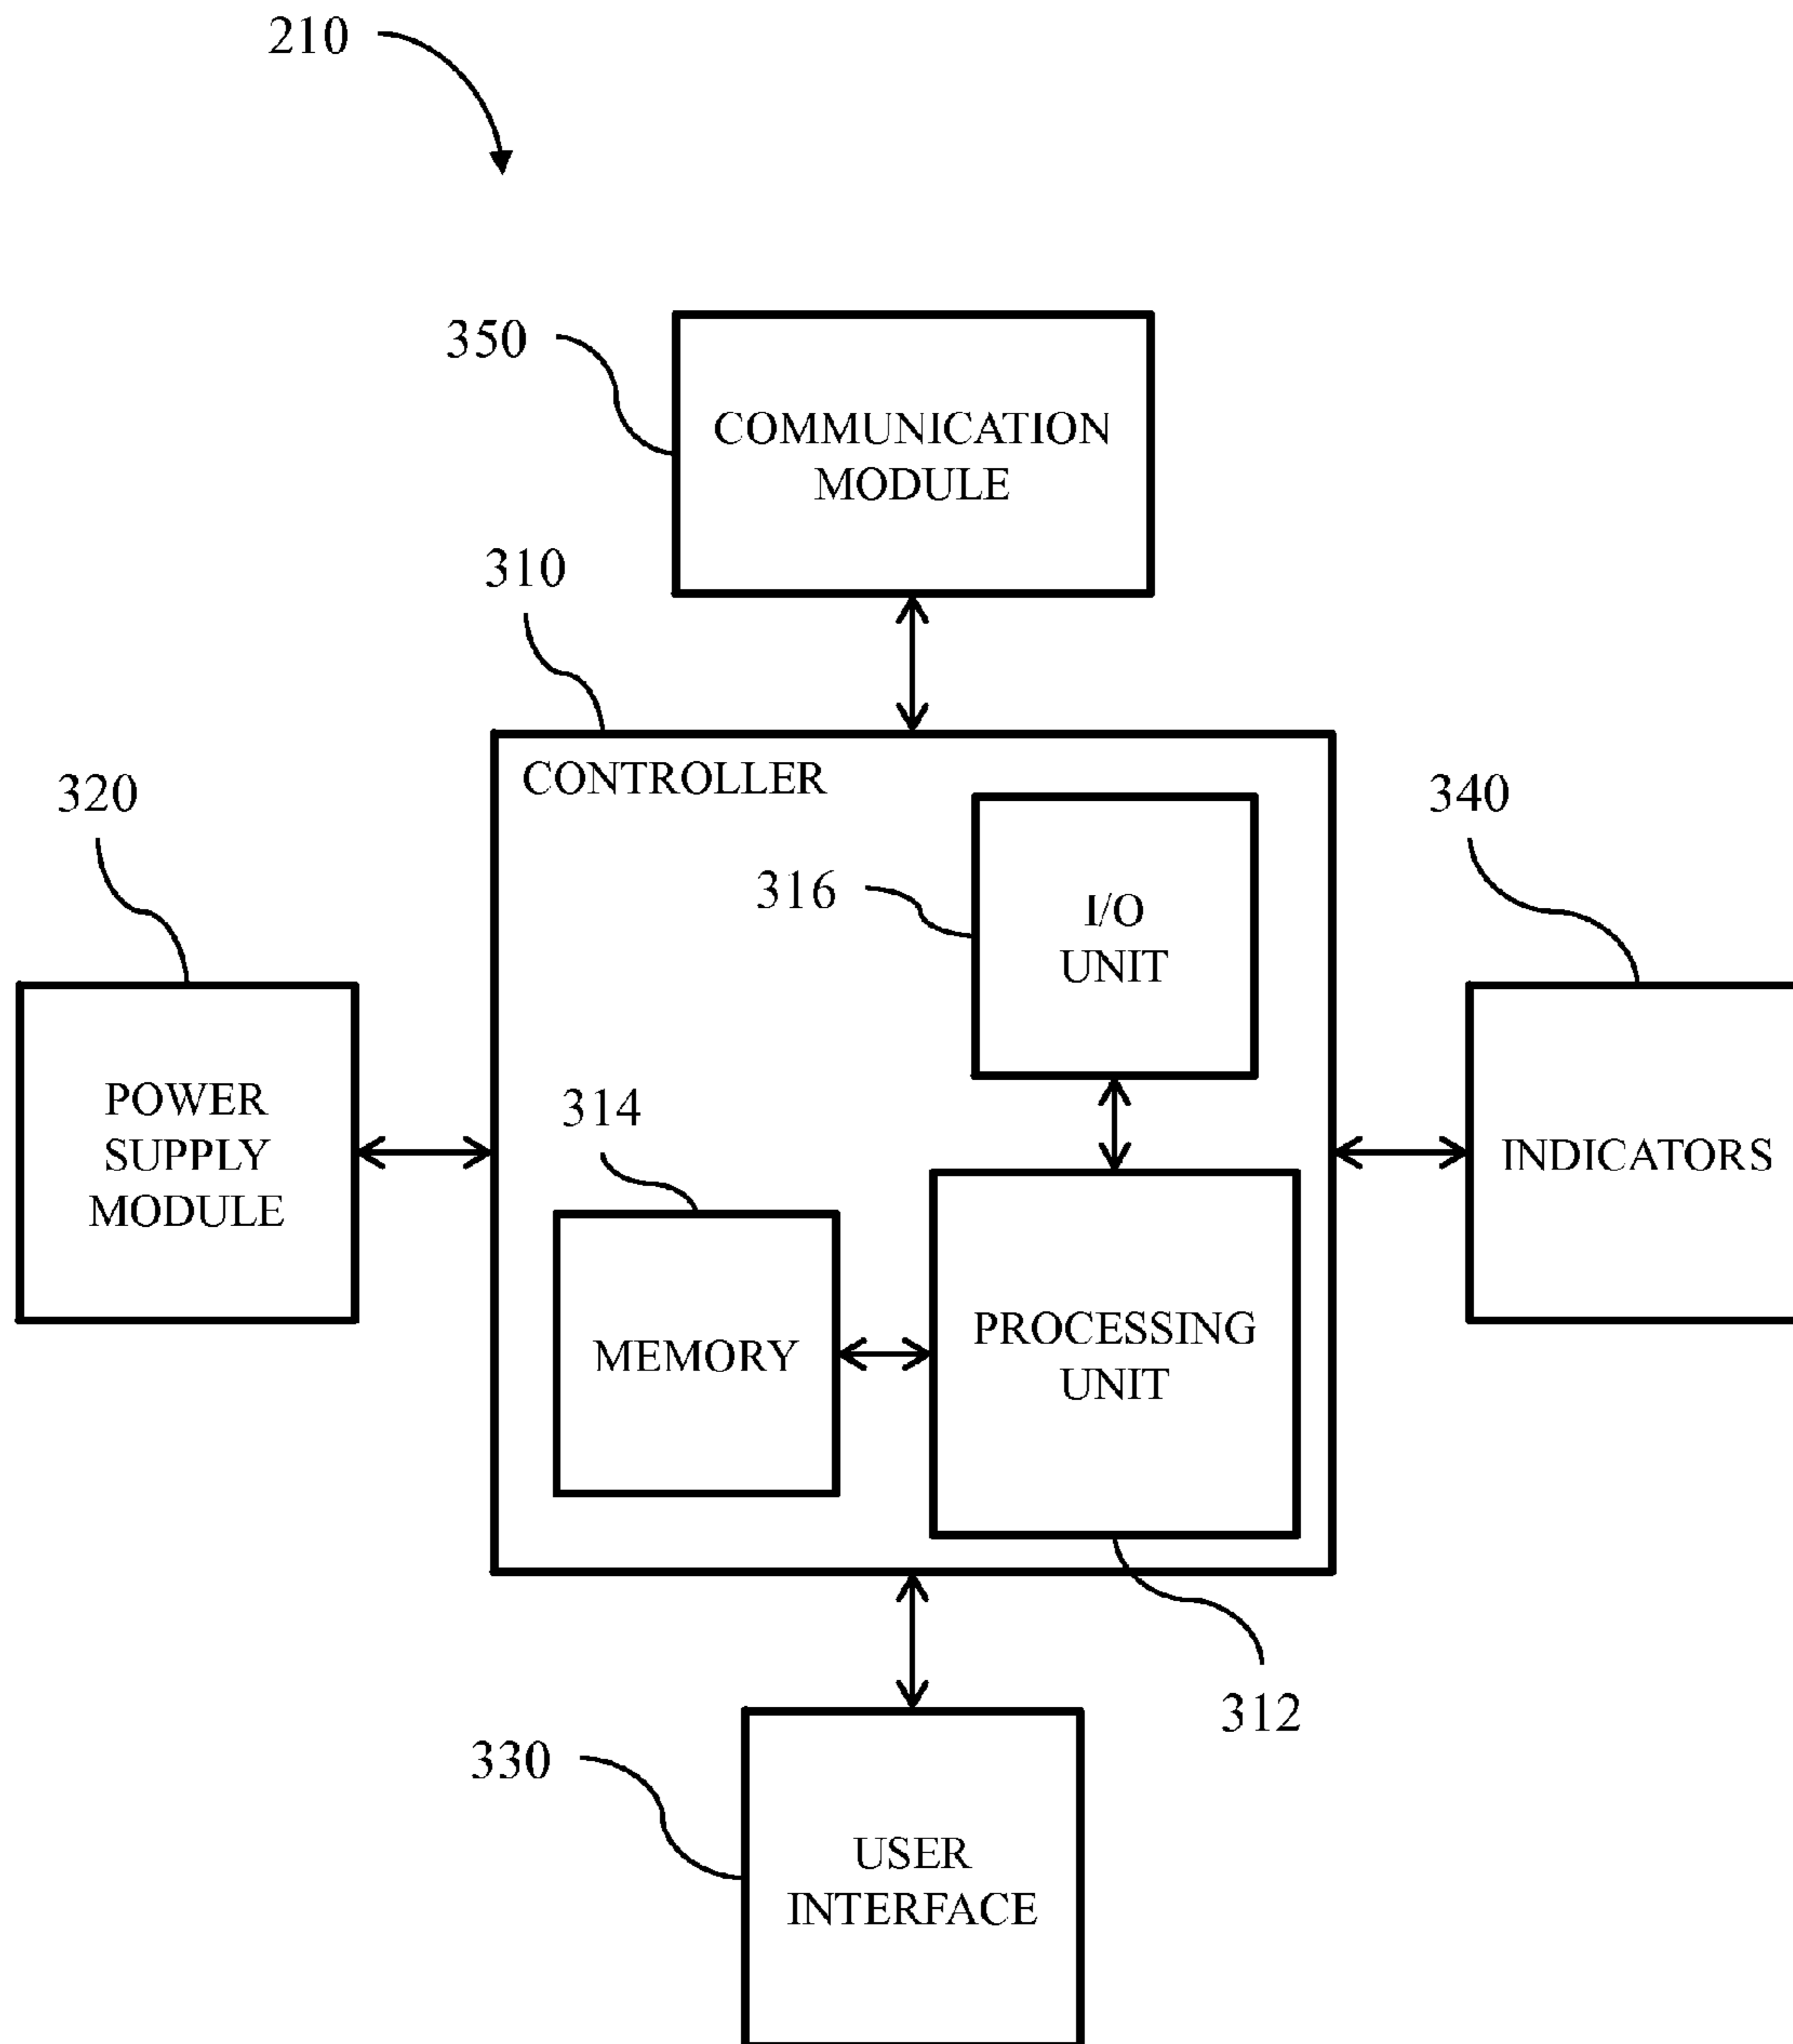 210
350
COMMUNICATION
MODULE
310
CONTROLLER
320
340
316
I/O
UNIT
POWER
SUPPLY
MODULE
314
INDICATORS
MEMORY
PROCESSING
UNIT
312
330
USER
INTERFACE